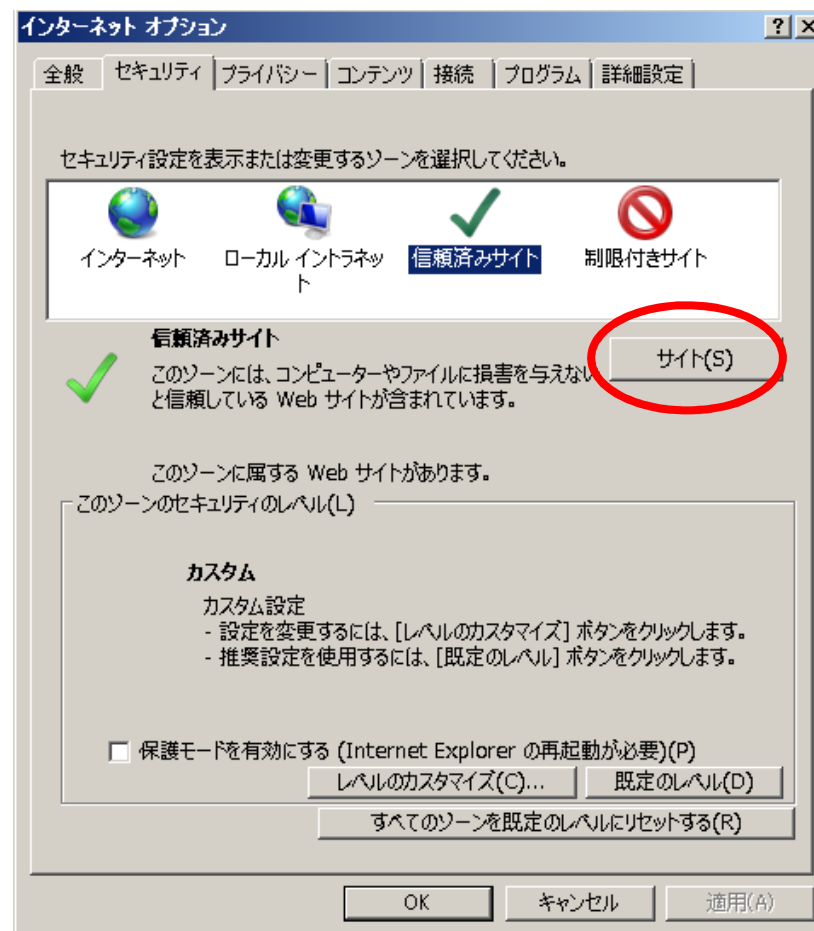 インターネット オプション
全般 セキュリティ プライバシー コンテンツ 接続 プログラム 詳細設定
セキュリティ設定を表示または変更するゾーンを選択してください。
インターネット ローカル イントラネッ 信頼済みサイト 制限付きサイト
ト
信頼済みサイト
サイト(S)
このゾーンには、コンピューターやファイルに損害を与えない
と信頼している Web サイトが含まれています。
このゾーンに属する Web サイトがあります。
このゾーンのセキュリティのレベル(L)
カスタム
カスタム設定
- 設定を変更するには、[レベルのカスタマイズ] ボタンをクリックします。
- 推奨設定を使用するには、[既定のレベル] ボタンをクリックします。
保護モードを有効にする (Internet Explorer の再起動が必要)(P)
レベルのカスタマイズ(C)... 既定のレベル(D)
すべてのゾーンを既定のレベルにリセットする(R)
OK キャンセル 適用(A)